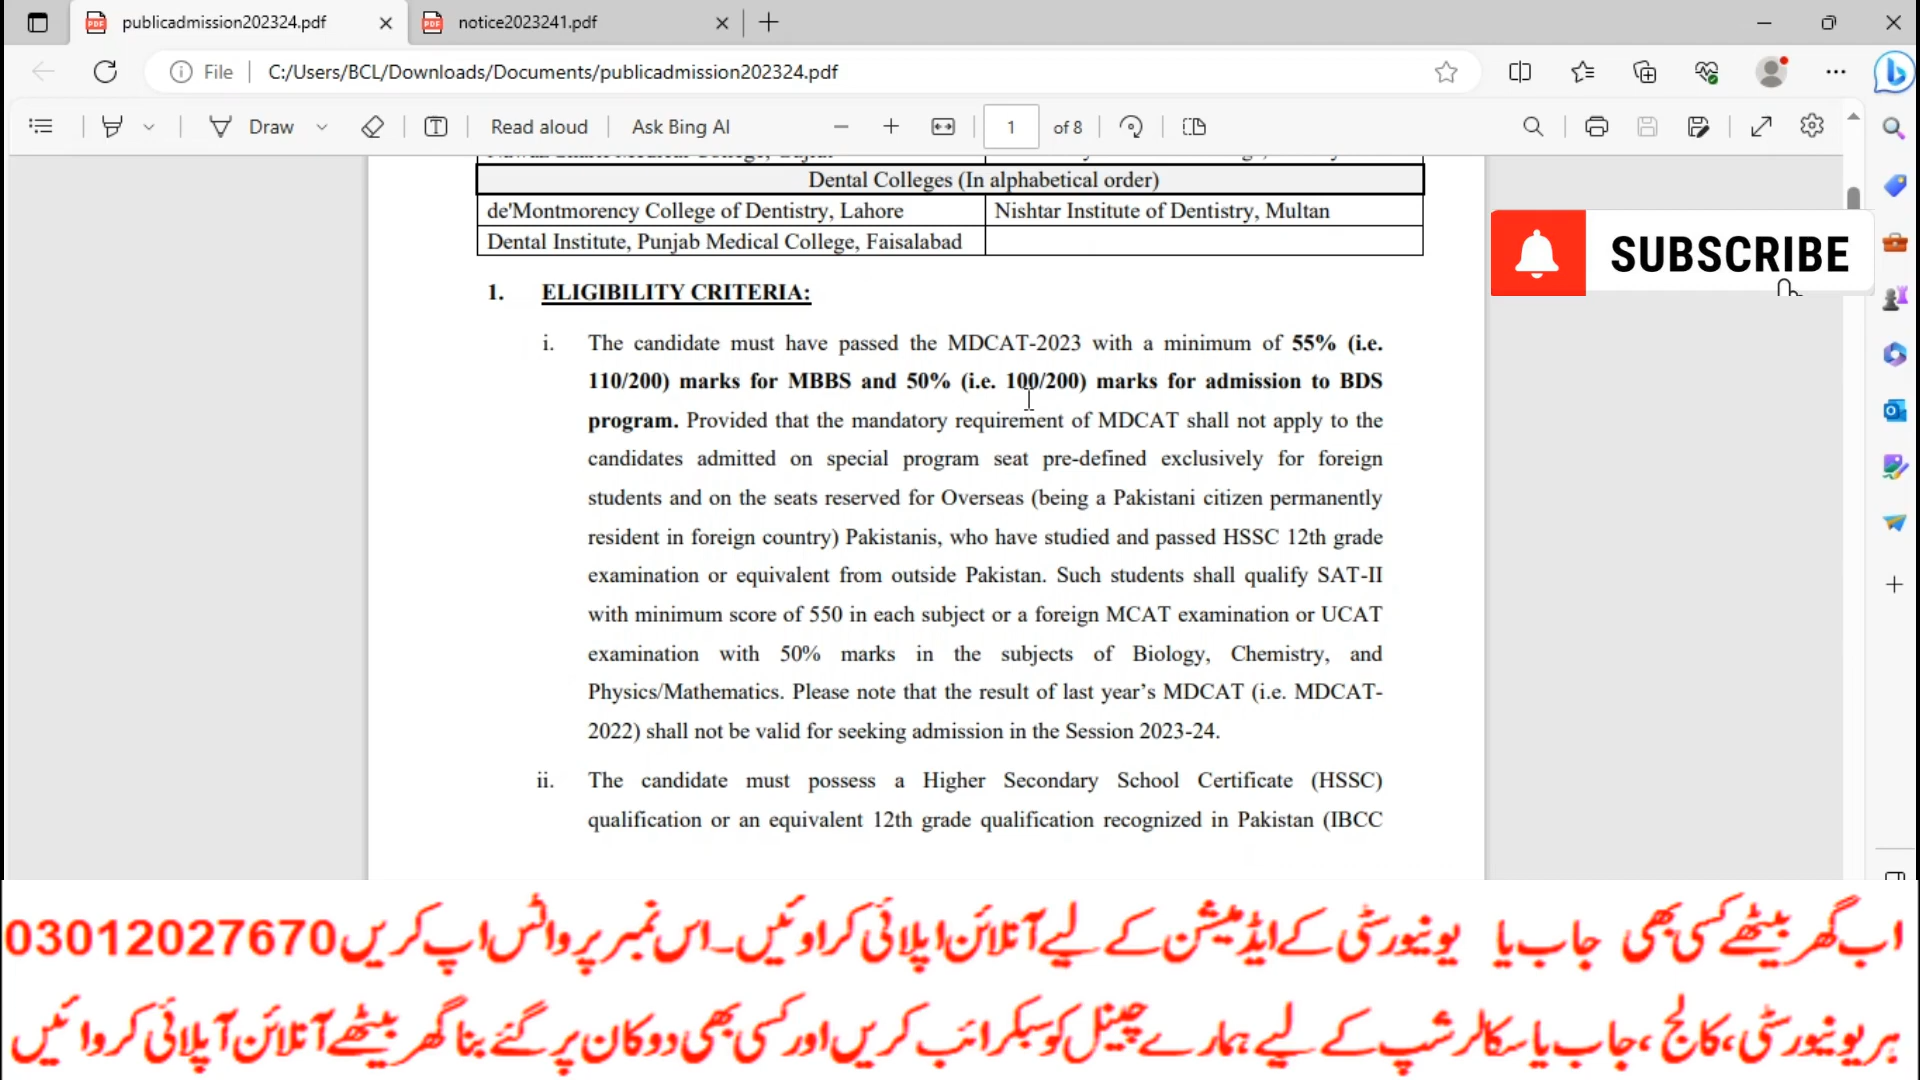 publicadmission202324.pdf
notice2023241.pdf
File
C:/Users/BCL/Downloads/Documents/publicadmission202324.pdf
Draw
Read aloud
Ask Bing AI
1
of 8
Dental Colleges (In alphabetical order)
de'Montmorency College of Dentistry, Lahore
Nishtar Institute of Dentistry, Multan
Dental Institute, Punjab Medical College, Faisalabad
SUBSCRIBE
1. ELIGIBILITY CRITERIA:
i. The candidate must have passed the MDCAT-2023 with a minimum of 55% (i.e.
110/200) marks for MBBS and 50% (i.e. 100/200) marks for admission to BDS
program. Provided that the mandatory requirement of MDCAT shall not apply to the
candidates admitted on special program seat pre-defined exclusively for foreign
students and on the seats reserved for Overseas (being a Pakistani citizen permanently
resident in foreign country) Pakistanis, who have studied and passed HSSC 12th grade
examination or equivalent from outside Pakistan. Such students shall qualify SAT-II
with minimum score of 550 in each subject or a foreign MCAT examination or UCAT
examination with 50% marks in the subjects of Biology, Chemistry, and
Physics/Mathematics. Please note that the result of last year’s MDCAT (i.e. MDCAT-
2022) shall not be valid for seeking admission in the Session 2023-24.
ii. The candidate must possess a Higher Secondary School Certificate (HSSC)
qualification or an equivalent 12th grade qualification recognized in Pakistan (IBCC
اب گھر بیٹھے کسی بھی جاب یا یونیورسٹی کے ایڈمیشن کے لیے آنلائن اپلائی کراوئیں۔اس نمبر پر واٹس اپ کریں 03012027670
ہر یونیورسٹی، کالج ،جاب یا سکالرشپ کے لیے ہمارے چینل کو سبکرائب کریں اور کسی بھی دوکان پر گئے بنا گھر بیٹھے آنلائن آپلائی کروائیں